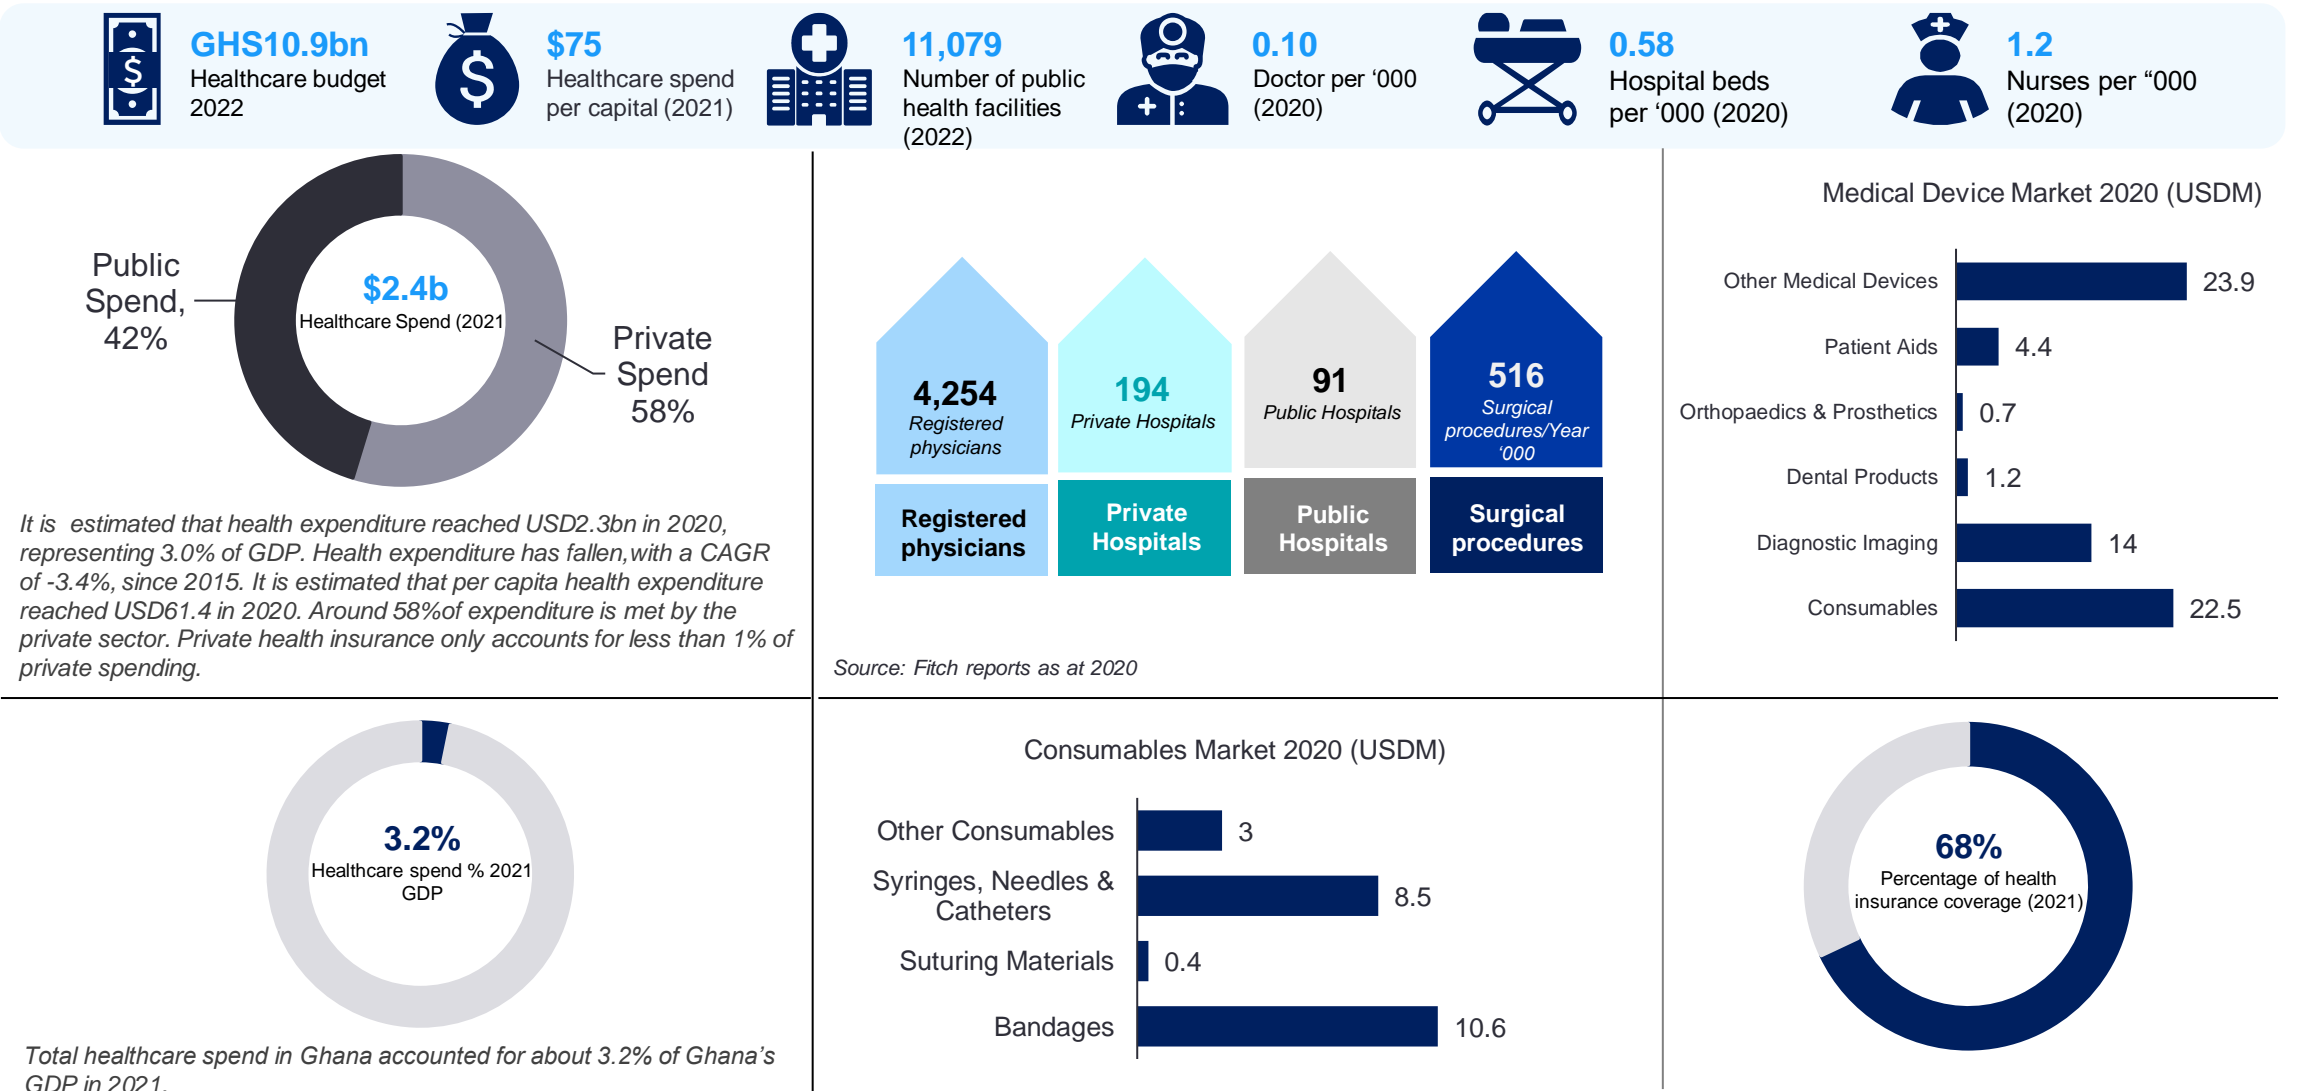 GHS10.9bn
Healthcare budget
2022
$75
Healthcare spend
per capital (2021)
11,079
Number of public
health facilities
(2022)
0.10
Doctor per ‘000
(2020)
0.58
Hospital beds
per ‘000 (2020)
1.2
Nurses per “000
(2020)
Public
Spend,
42%
$2.4b
Healthcare Spend (2021
Private
Spend
58%
It is  estimated that health expenditure reached USD2.3bn in 2020,
representing 3.0% of GDP. Health expenditure has fallen,with a CAGR
of -3.4%, since 2015. It is estimated that per capita health expenditure
reached USD61.4 in 2020. Around 58%of expenditure is met by the
private sector. Private health insurance only accounts for less than 1% of
private spending.
4,254
Registered
physicians
Registered
physicians
194
Private Hospitals
Private
Hospitals
91
Public Hospitals
Public
Hospitals
516
Surgical
procedures/Year
‘000
Surgical
procedures
Source: Fitch reports as at 2020
Medical Device Market 2020 (USDM)
Other Medical Devices 23.9
Patient Aids 4.4
Orthopaedics & Prosthetics 0.7
Dental Products 1.2
Diagnostic Imaging 14
Consumables 22.5
3.2%
Healthcare spend % 2021
GDP
Total healthcare spend in Ghana accounted for about 3.2% of Ghana’s
GDP in 2021.
Consumables Market 2020 (USDM)
Other Consumables 3
Syringes, Needles &
Catheters 8.5
Suturing Materials 0.4
Bandages 10.6
68%
Percentage of health
insurance coverage (2021)